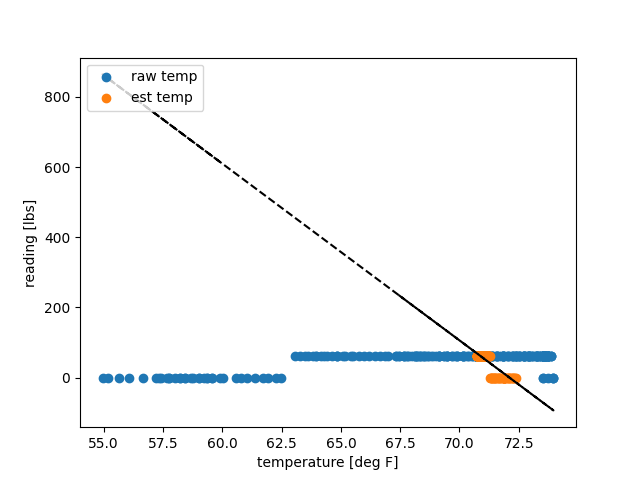 raw temp
est temp
800
600
400
200
0
reading [lbs]
55.0 57.5 60.0 62.5 65.0 67.5 70.0 72.5
temperature [deg F]